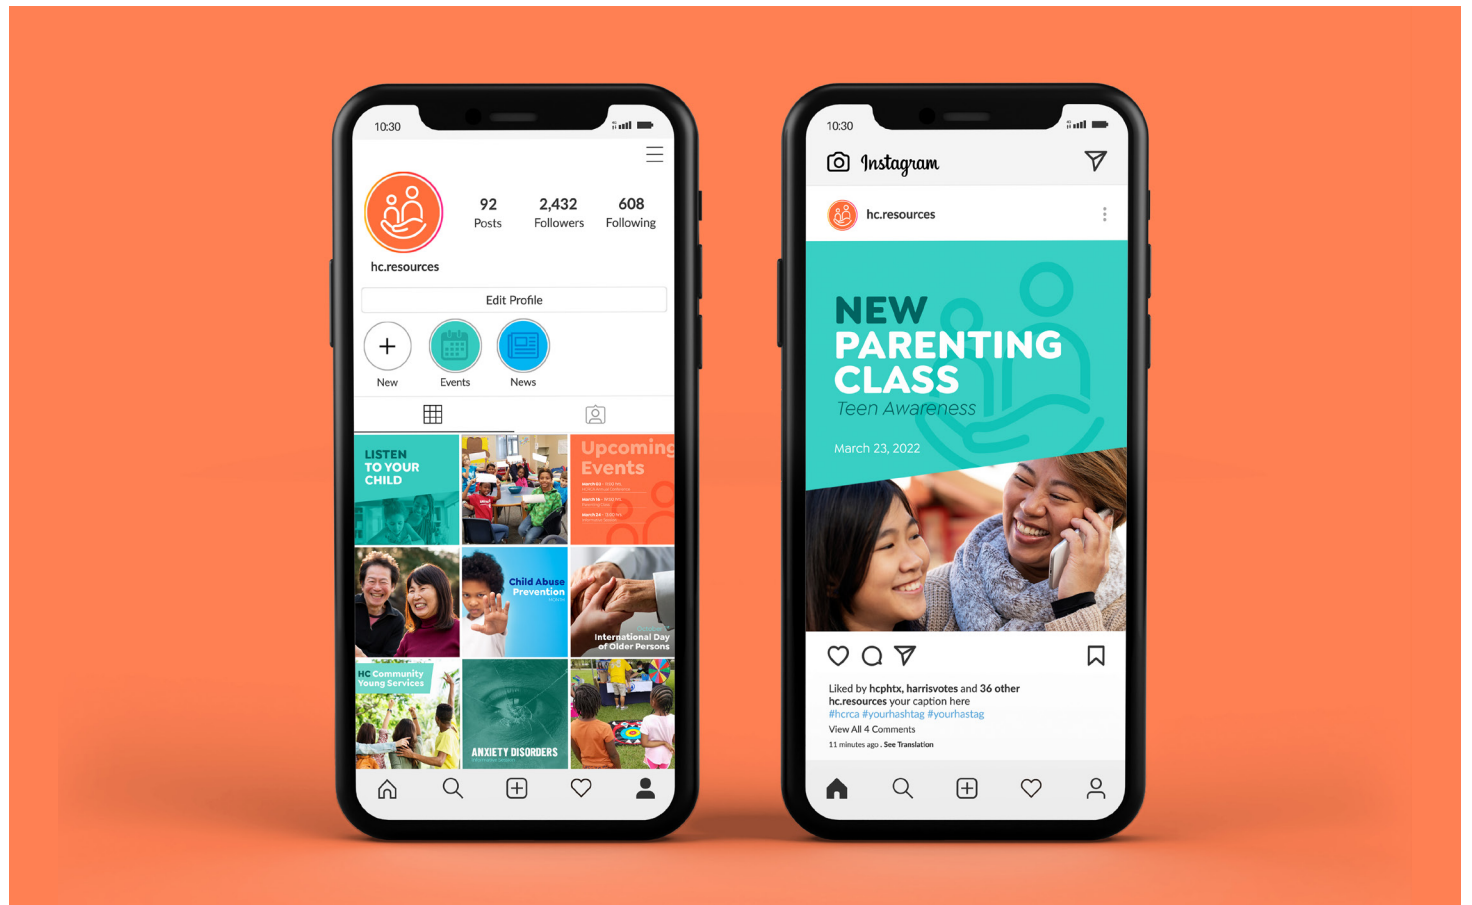 10:30
92
2,432
608
Posts
Followers
Following
hc.resources
Edit Profile
New
Events
News
LISTEN
TO YOUR
CHILD
Upcoming
Events
Child Abuse
Prevention
International Day
of Older Persons
HC Community
Young Services
ANXIETY DISORDERS
10:30
Instagram
hc.resources
NEW
PARENTING
CLASS
Teen Awareness
March 23, 2022
Liked by hcphtx, harrisvotes and 36 other
hc.resources your caption here
#hcrca #yourhashtag #yourhastag
View All 4 Comments
11 minutes ago . See Translation